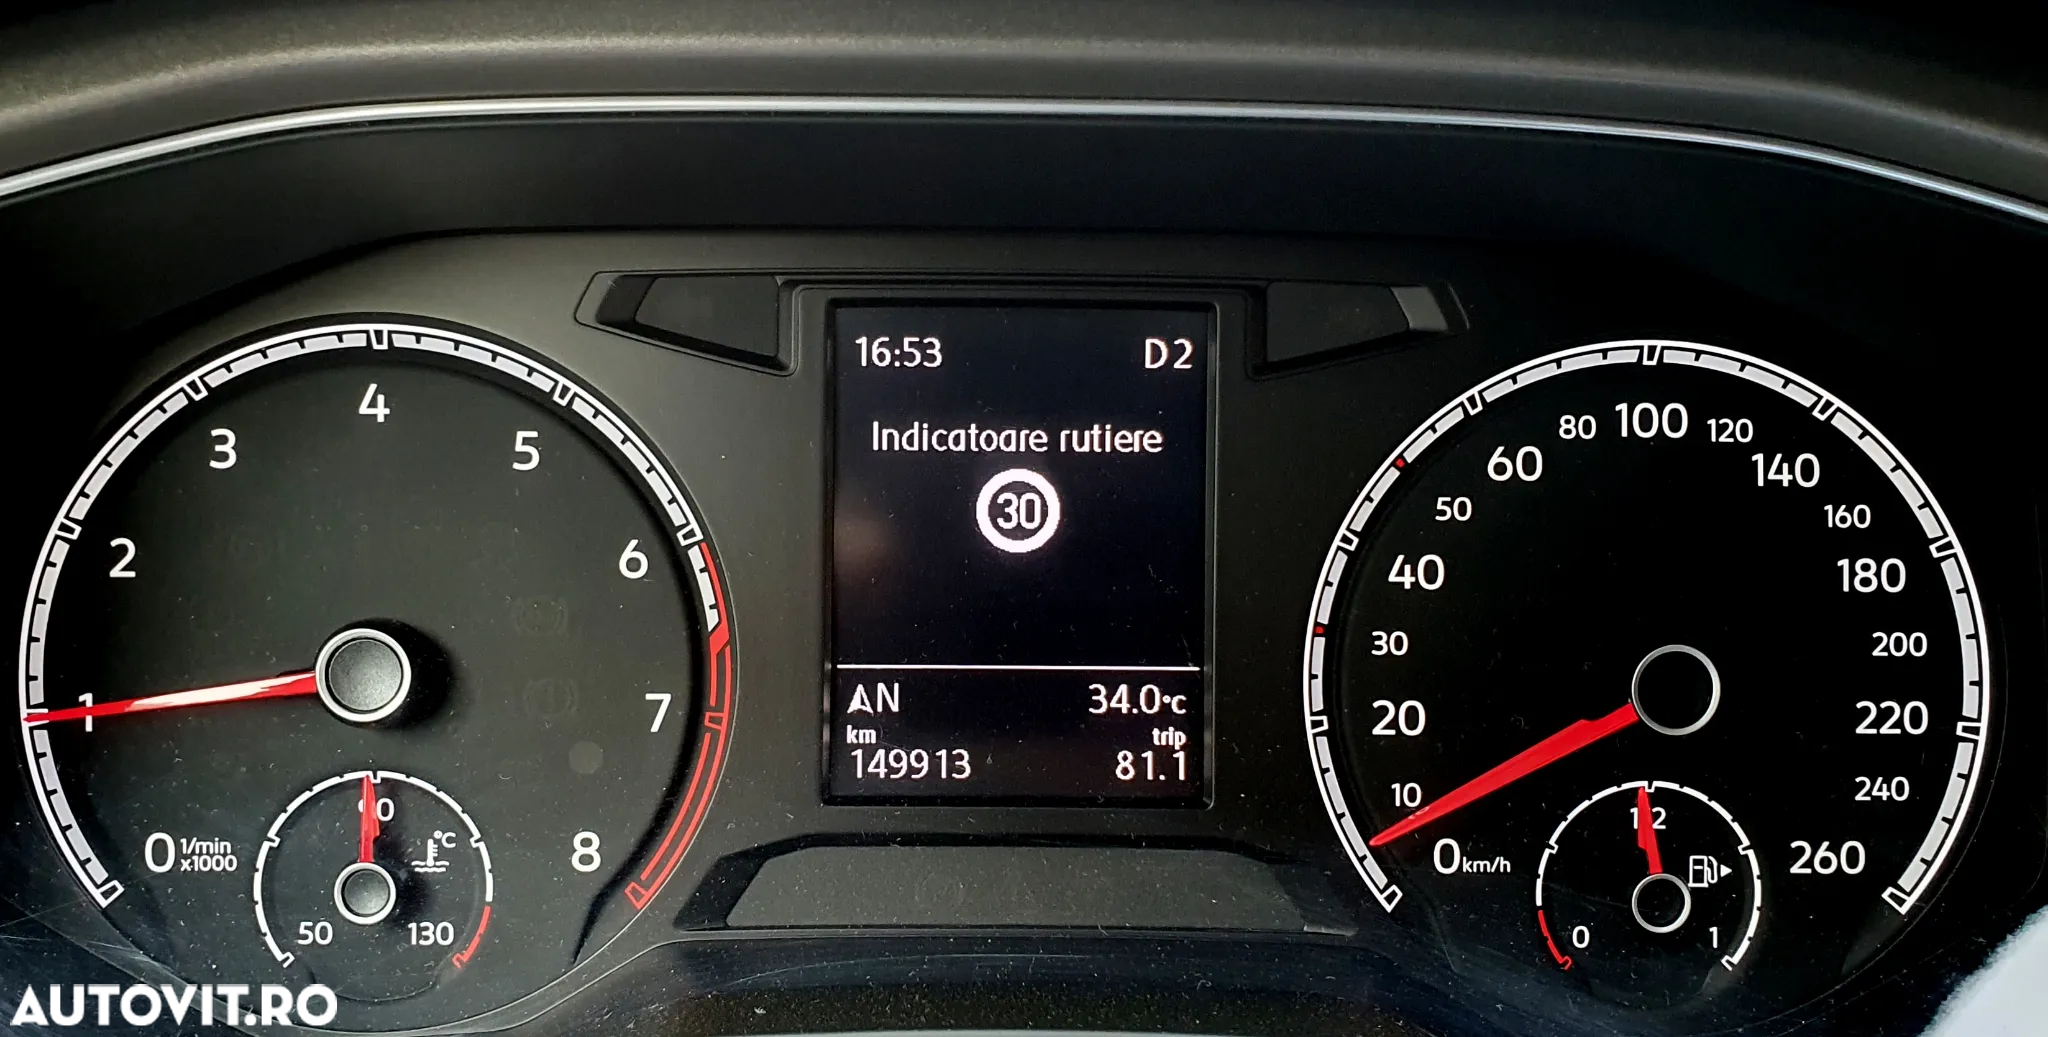 16:53 D2
Indicatoare rutiere
30
AN 34.0°C
km trip
149913 81.1
0 1 2 3 4 5 6 7 8
1/min
x1000
50 90 130
°C
0 10 20 30 40 50 60 80 100 120 140 160 180 200 220 240 260
km/h
0 1/2 1
AUTOVIT.RO